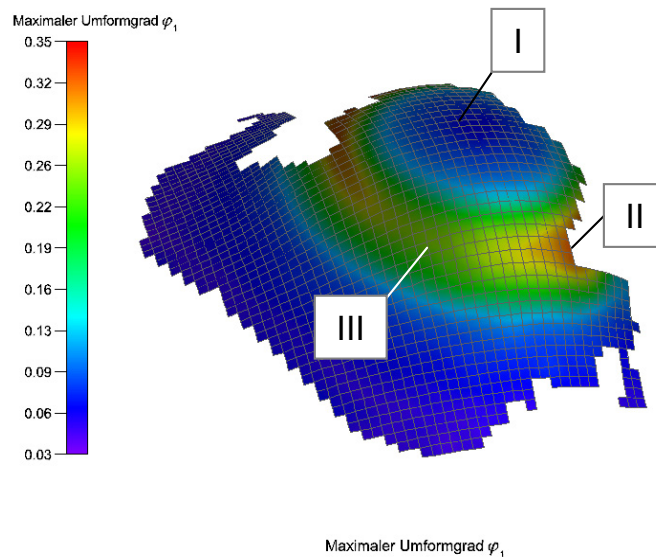 Maximaler Umformgrad φ₁
0.35
0.32
0.29
0.26
0.22
0.19
0.16
0.13
0.09
0.06
0.03
I
II
III
Maximaler Umformgrad φ₁